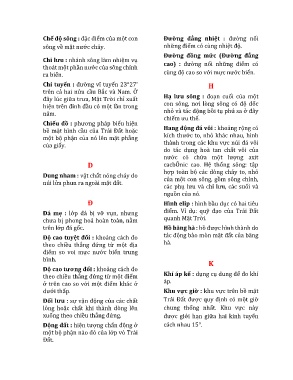 Chế độ sông : đặc điểm của một con
sông về mặt nước chảy.
Chi lưu : nhánh sông làm nhiệm vụ
thoát một phần nước của sông chính
ra biển.
Chí tuyến : đường vĩ tuyến 23°27'
trên cả hai nửa cầu Bắc và Nam. Ở
đây lúc giữa trưa, Mặt Trời chỉ xuất
hiện trên đỉnh đầu có một lần trong
năm.
Chiếu đồ : phương pháp biểu hiện
bề mặt hình cầu của Trái Đất hoặc
một bộ phận của nó lên mặt phẳng
của giấy.
D
Dung nham : vật chất nóng chảy do
núi lửa phun ra ngoài mặt đất.
Đ
Đá mẹ : lớp đá bị vỡ vụn, nhưng
chưa bị phong hoá hoàn toàn, nằm
trên lớp đá gốc.
Độ cao tuyệt đối : khoảng cách đo
theo chiều thẳng đứng từ một địa
điểm so với mực nước biển trung
bình.
Độ cao tương đối : khoảng cách đo
theo chiều thẳng đứng từ một điểm
ở trên cao so với một điểm khác ở
dưới thấp.
Đối lưu : sự vận động của các chất
lỏng hoặc chất khí thành dòng lên
xuống theo chiều thẳng đứng.
Động đất : hiện tượng chấn động ở
một bộ phận nào đó của vỏ Trái
Đất.
Đường đẳng nhiệt : đường nối
những điểm có cùng nhiệt độ.
Đường đồng mức (Đường đẳng
cao) : đường nối những điểm có
cùng độ cao so với mực nước biển.
H
Hạ lưu sông : đoạn cuối của một
con sông, nơi lòng sông có độ dốc
nhỏ và tác động bồi tụ phù sa ở đây
chiếm ưu thế.
Hang động đá vôi : khoảng rỗng có
kích thước to, nhỏ khác nhau, hình
thành trong các khu vực núi đá vôi
do tác dụng hoà tan chất vôi của
nước có chứa một lượng axit
cacbônic cao. Hệ thống sông tập
hợp toàn bộ các dòng chảy to, nhỏ
của một con sông, gồm sông chính,
các phụ lưu và chi lưu, các suối và
nguồn của nó.
Hình elip : hình bầu dục có hai tiêu
điểm. Ví dụ: quỹ đạo của Trái Đất
quanh Mặt Trời.
Hồ băng hà : hồ được hình thành do
tác động bào mòn mặt đất của băng
hà.
K
Khí áp kế : dụng cụ dùng để đo khí
áp.
Khu vực giờ : khu vực trên bề mặt
Trái Đất được quy định có một giờ
chung thống nhất. Khu vực này
được giới hạn giữa hai kinh tuyến
cách nhau 15°.